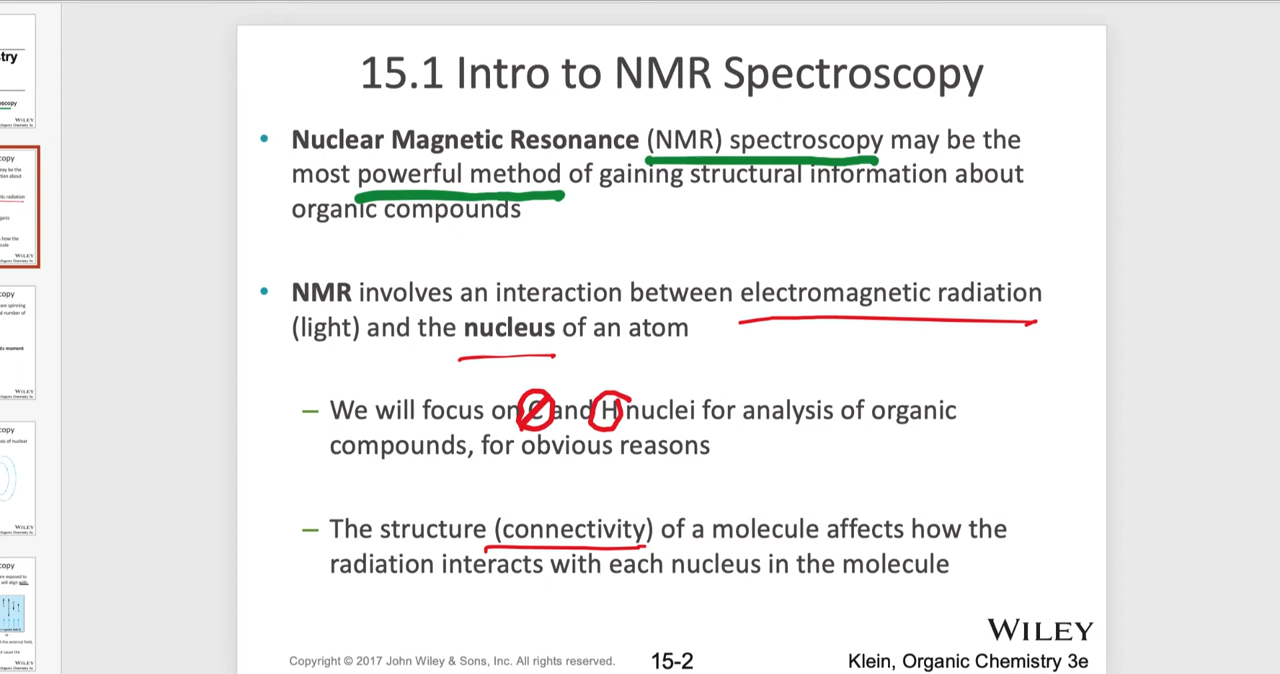 15.1 Intro to NMR Spectroscopy
• Nuclear Magnetic Resonance (NMR) spectroscopy may be the
most powerful method of gaining structural information about
organic compounds
• NMR involves an interaction between electromagnetic radiation
(light) and the nucleus of an atom
– We will focus on C and H nuclei for analysis of organic
compounds, for obvious reasons
– The structure (connectivity) of a molecule affects how the
radiation interacts with each nucleus in the molecule
WILEY
Copyright © 2017 John Wiley & Sons, Inc. All rights reserved.
15-2
Klein, Organic Chemistry 3e